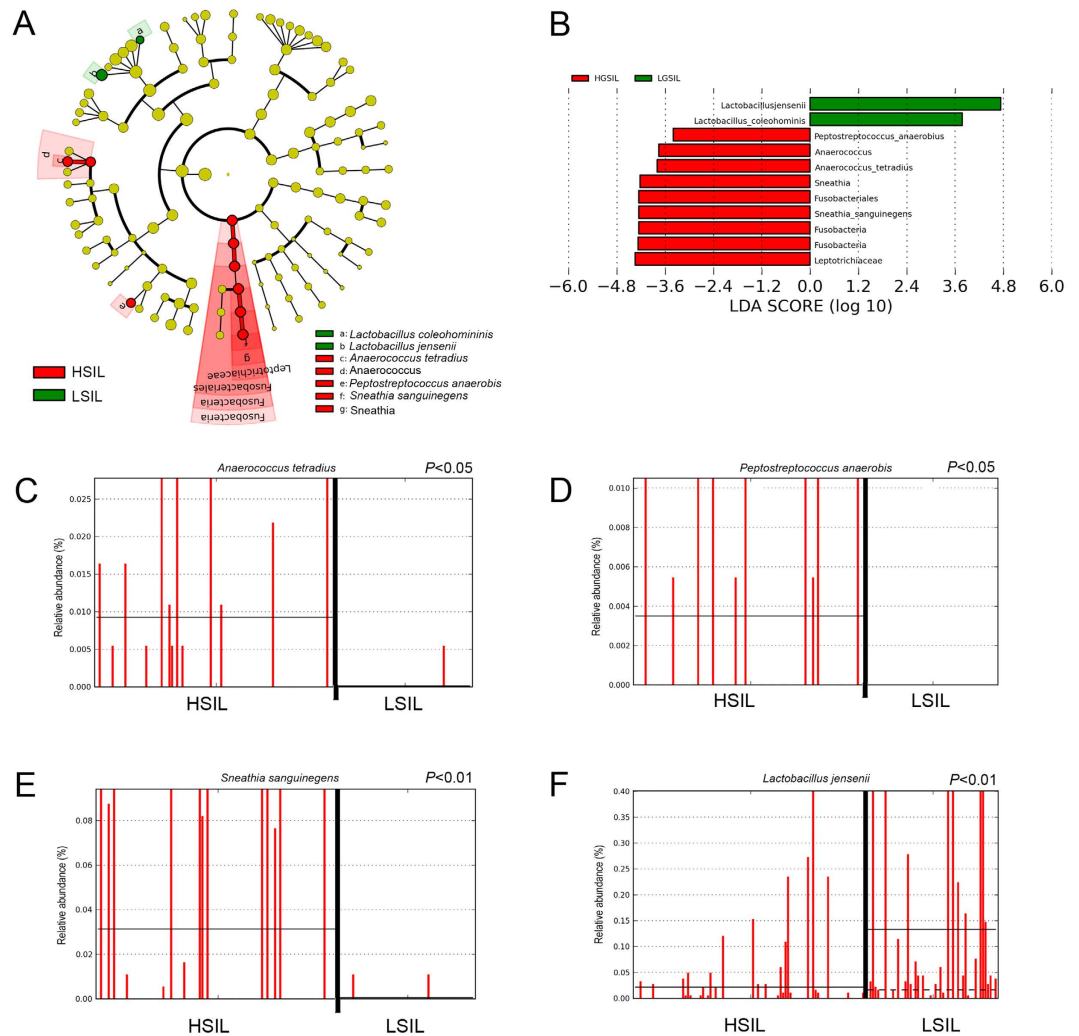 A
a
b
c
d
e
f
g
Leptotrichiaceae
Fusobacteriales
Fusobacteria
Fusobacteria
HSIL
LSIL
a: Lactobacillus coleohomininis
b Lactobacillus jensenii
c: Anaerococcus tetradius
d: Anaerococcus
e: Peptostreptococcus anaerobis
f: Sneathia sanguinegens
g: Sneathia
B
HGSIL LGSIL
Lactobacillusjensenii
Lactobacillus_coleohominis
Peptostreptococcus_anaerobius
Anaerococcus
Anaerococcus_tetradius
Sneathia
Fusobacteriales
Sneathia_sanguinegens
Fusobacteria
Fusobacteria
Leptotrichiaceae
−6.0 −4.8 −3.6 −2.4 −1.2 0.0 1.2 2.4 3.6 4.8 6.0
LDA SCORE (log 10)
C
Anaerococcus tetradius P<0.05
Relative abundance (%)
0.025
0.020
0.015
0.010
0.005
0.000
HSIL LSIL
D
Peptostreptococcus anaerobis P<0.05
Relative abundance (%)
0.010
0.008
0.006
0.004
0.002
0.000
HSIL LSIL
E
Sneathia sanguinegens P<0.01
Relative abundance (%)
0.08
0.06
0.04
0.02
0.00
HSIL LSIL
F
Lactobacillus jensenii P<0.01
Relative abundance (%)
0.40
0.35
0.30
0.25
0.20
0.15
0.10
0.05
0.00
HSIL LSIL